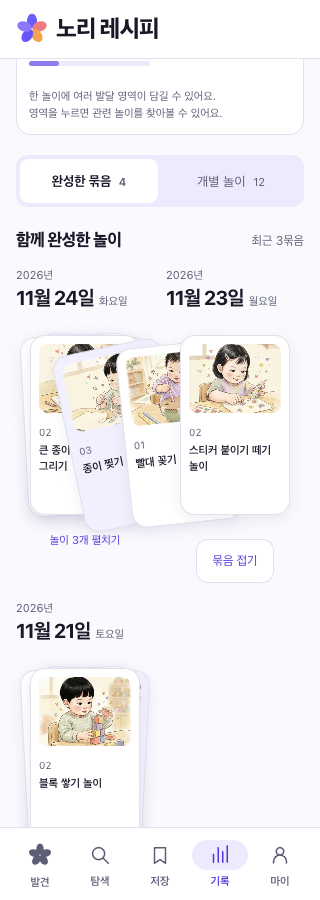 노리 레시피
한 놀이에 여러 발달 영역이 담길 수 있어요.
영역을 누르면 관련 놀이를 찾아볼 수 있어요.
완성한 묶음 4
개별 놀이 12
함께 완성한 놀이
최근 3묶음
2026년
11월 24일 화요일
2026년
11월 23일 월요일
02
큰 종이
그리기
03
종이 찢기
01
빨대 꽂기
02
스티커 붙이기 떼기
놀이
놀이 3개 펼치기
묶음 접기
2026년
11월 21일 토요일
02
블록 쌓기 놀이
발견
탐색
저장
기록
마이